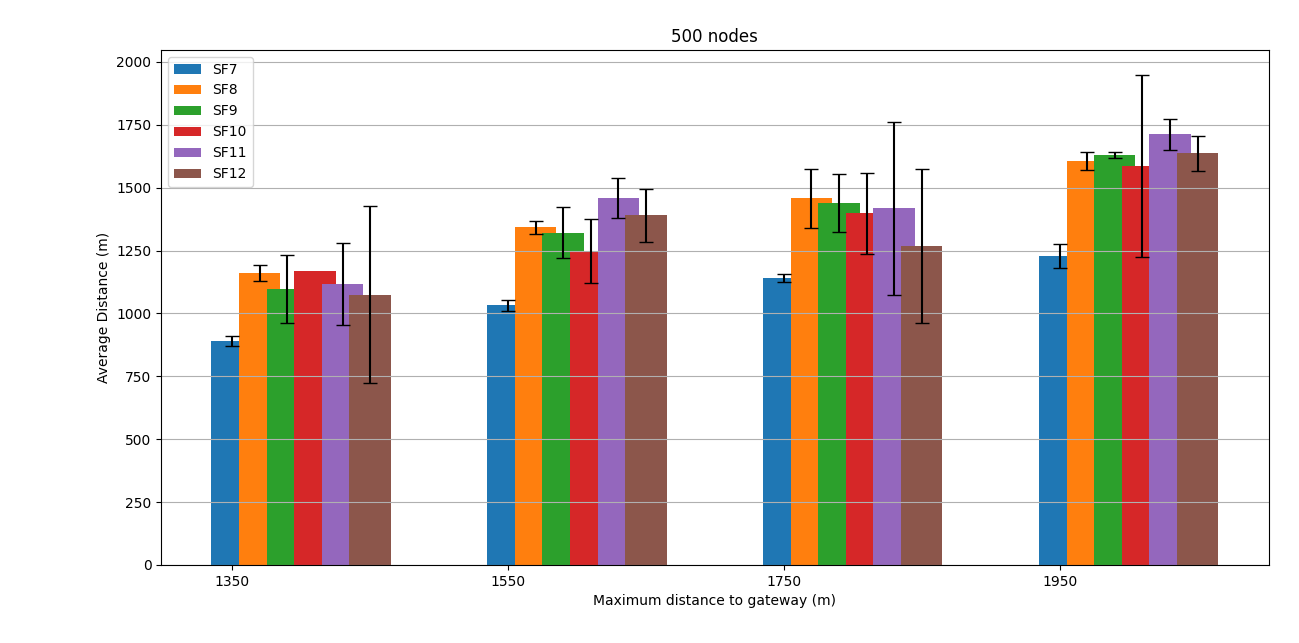 500 nodes
2000
1750
1500
1250
1000
750
500
250
0
Average Distance (m)
SF7
SF8
SF9
SF10
SF11
SF12
1350 1550 1750 1950
Maximum distance to gateway (m)